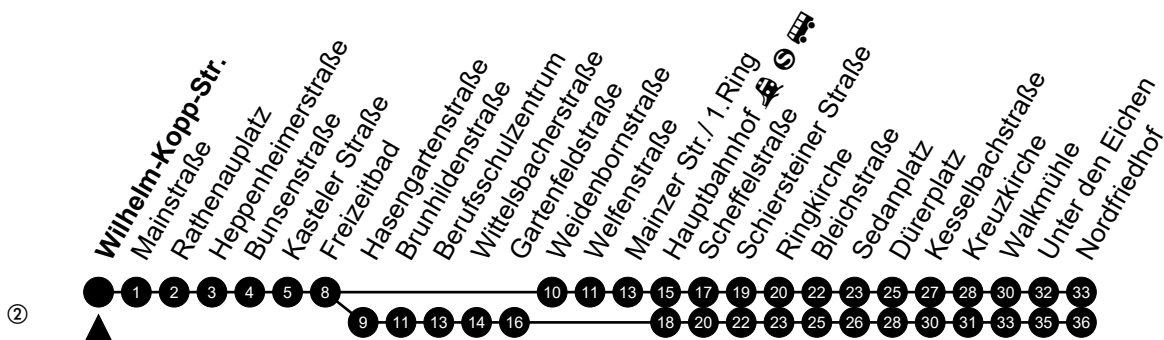 Wilhelm-Kopp-Str.
Mainstraße
Rathenauplatz
Heppenheimerstraße
Bunsenstraße
Kasteler Straße
Freizeitbad
Hasengartenstraße
Brunhildenstraße
Berufsschulzentrum
Wittelsbacherstraße
Gartenfeldstraße
Weidenbornstraße
Welfenstraße
Mainzer Str./ 1.Ring
Hauptbahnhof S
Scheffelstraße
Schiersteiner Straße
Ringkirche
Bleichstraße
Sedanplatz
Dürerplatz
Kesselbachstraße
Kreuzkirche
Walkmühle
Unter den Eichen
Nordfriedhof
1 2 3 4 5 8 10 11 13 15 17 19 20 22 23 25 27 28 30 32 33
② 9 11 13 14 16 18 20 22 23 25 26 28 30 31 33 35 36